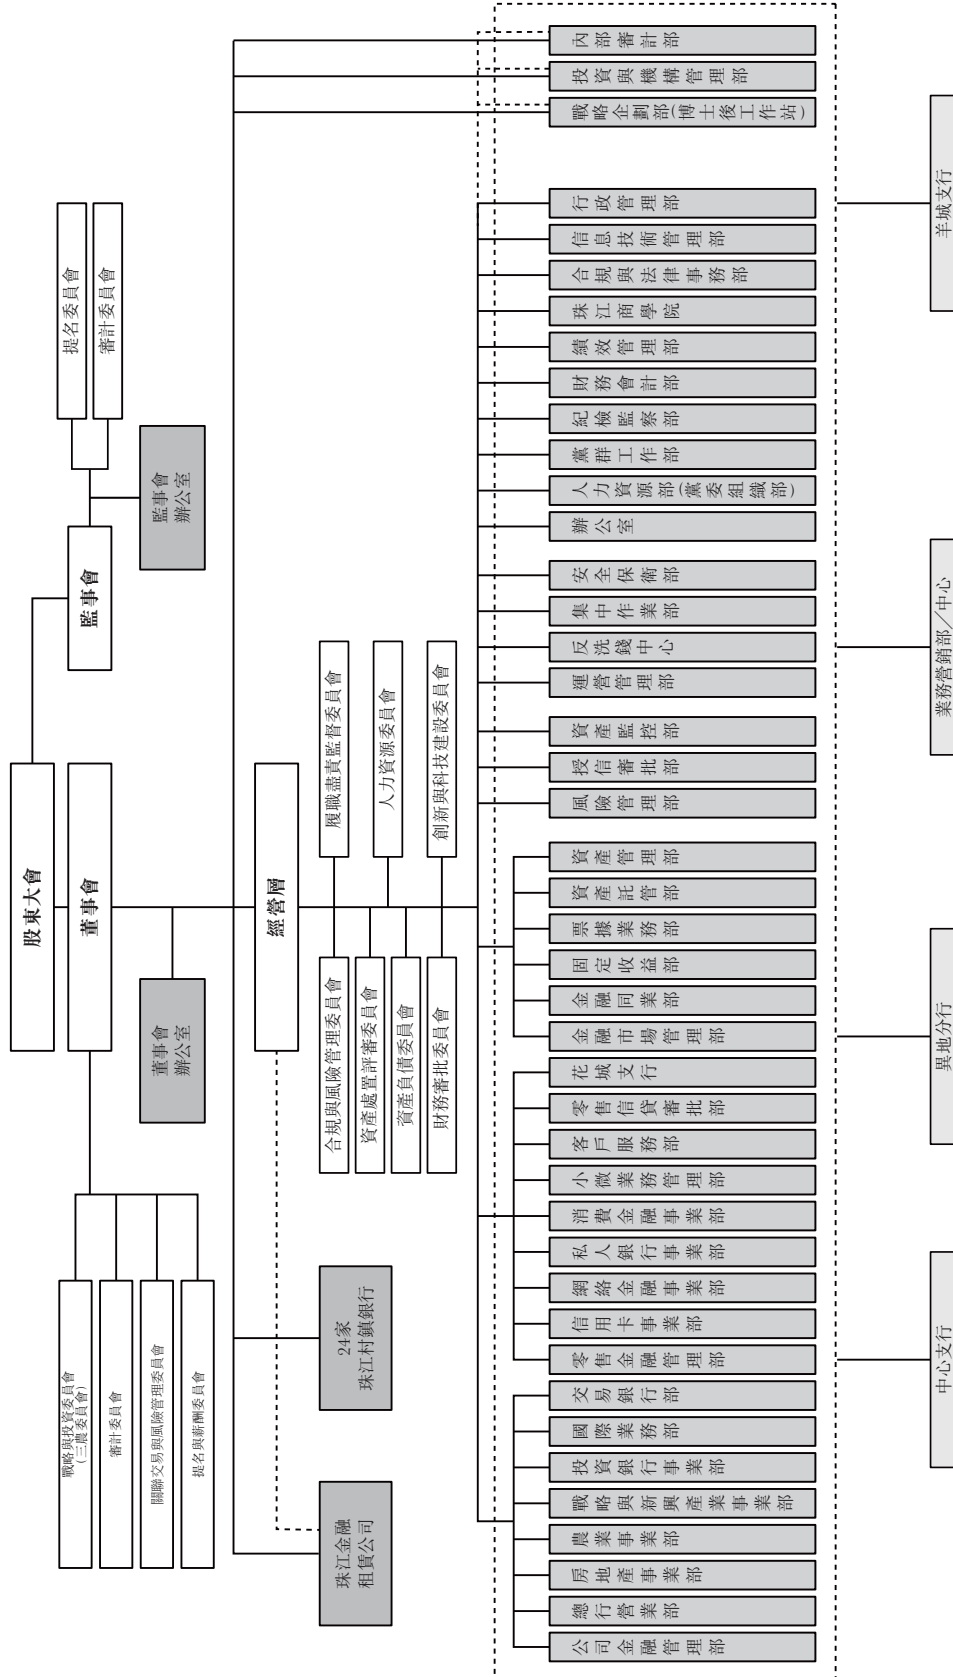 股東大會
董事會
監事會
提名委員會
審計委員會
監事會
辦公室
董事會
辦公室
戰略與投資委員會
(三農委員會)
審計委員會
關聯交易與風險管理委員會
提名與薪酬委員會
經營層
珠江金融
租賃公司
24家
珠江村鎮銀行
合規與風險管理委員會
資產處置評審委員會
資產負債委員會
財務審批委員會
履職盡責監督委員會
人力資源委員會
創新與科技建設委員會
公司金融管理部
總行營業部
房地產事業部
農業事業部
戰略與新興產業事業部
投資銀行事業部
國際業務部
交易銀行部
零售金融管理部
信用卡事業部
網絡金融事業部
私人銀行事業部
消費金融事業部
小微業務管理部
客戶服務部
零售信貸審批部
花城支行
金融市場管理部
金融同業部
固定收益部
票據業務部
資產託管部
資產管理部
風險管理部
授信審批部
資產監控部
運營管理部
反洗錢中心
集中作業部
安全保衛部
辦公室
人力資源部(黨委組織部)
黨群工作部
紀檢監察部
財務會計部
績效管理部
珠江商學院
合規與法律事務部
信息技術管理部
行政管理部
戰略企劃部(博士後工作站)
投資與機構管理部
內部審計部
中心支行
異地分行
業務營銷部/中心
羊城支行